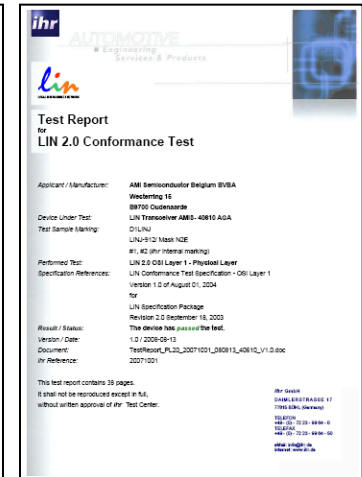 ihr
AUTOMOTIVE
Engineering
Services & Products
lin
Test Report
for
LIN 2.0 Conformance Test
Applicant / Manufacturer: AMI Semiconductor Belgium BVBA
Westerring 15
B9700 Oudenaarde
Device Under Test: LIN Transceiver AMIS- 40610 AGA
Test Sample Marking: D1LINJ
LINJ-912/ Mask N2E
#1, #2 (ihr internal marking)
Performed Test: LIN 2.0 OSI Layer 1 - Physical Layer
Specification References: LIN Conformance Test Specification - OSI Layer 1
Version 1.0 of August 01, 2004
for
LIN Specification Package
Revision 2.0 September 18, 2003
Result / Status: The device has passed the test.
Version / Date: 1.0 / 2008-08-13
Document: TestReport_PL20_20071001_080813_40610_V1.0.doc
ihr Reference: 20071001
This test report contains 38 pages.
It shall not be reproduced except in full,
without written approval of ihr Test Center.
ihr GmbH
DAIMLERSTRASSE 17
(Germany)
TELEFON
TELEFAX